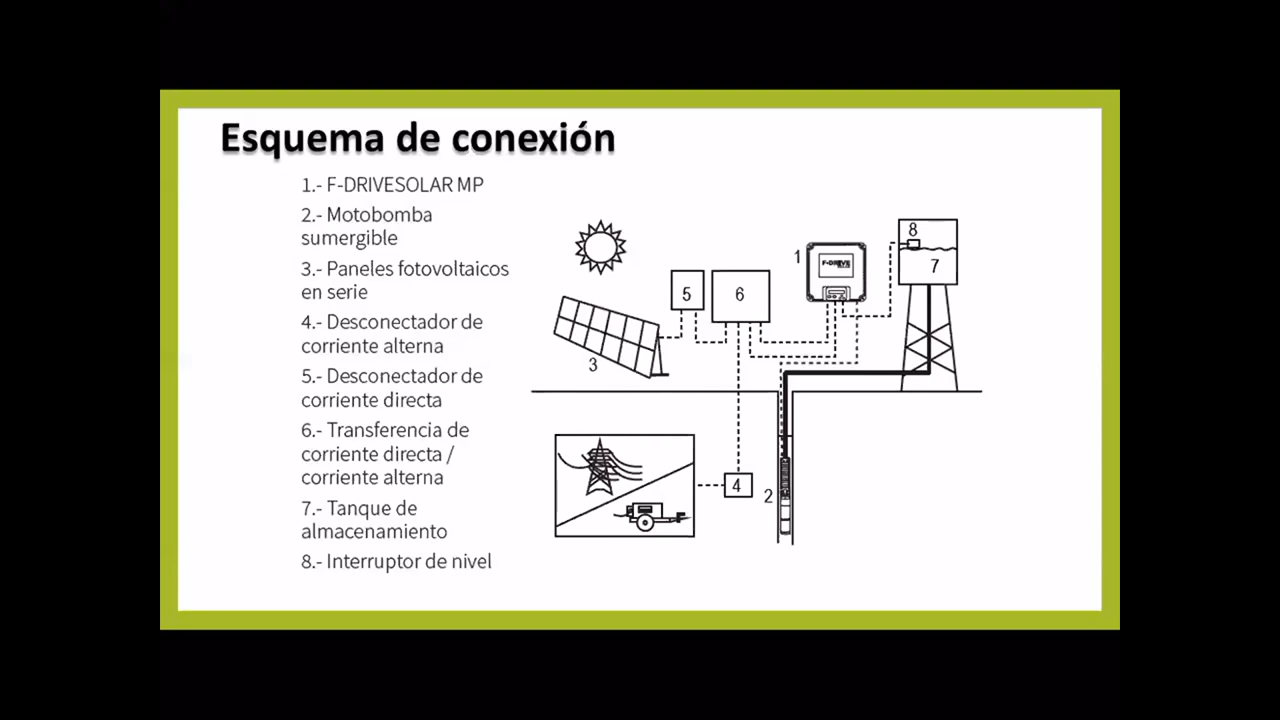 Esquema de conexión
1.- F-DRIVESOLAR MP
2.- Motobomba
sumergible
3.- Paneles fotovoltaicos
en serie
4.- Desconectador de
corriente alterna
5.- Desconectador de
corriente directa
6.- Transferencia de
corriente directa /
corriente alterna
7.- Tanque de
almacenamiento
8.- Interruptor de nivel
8
1
F-DRIVE
7
5
6
3
4
2